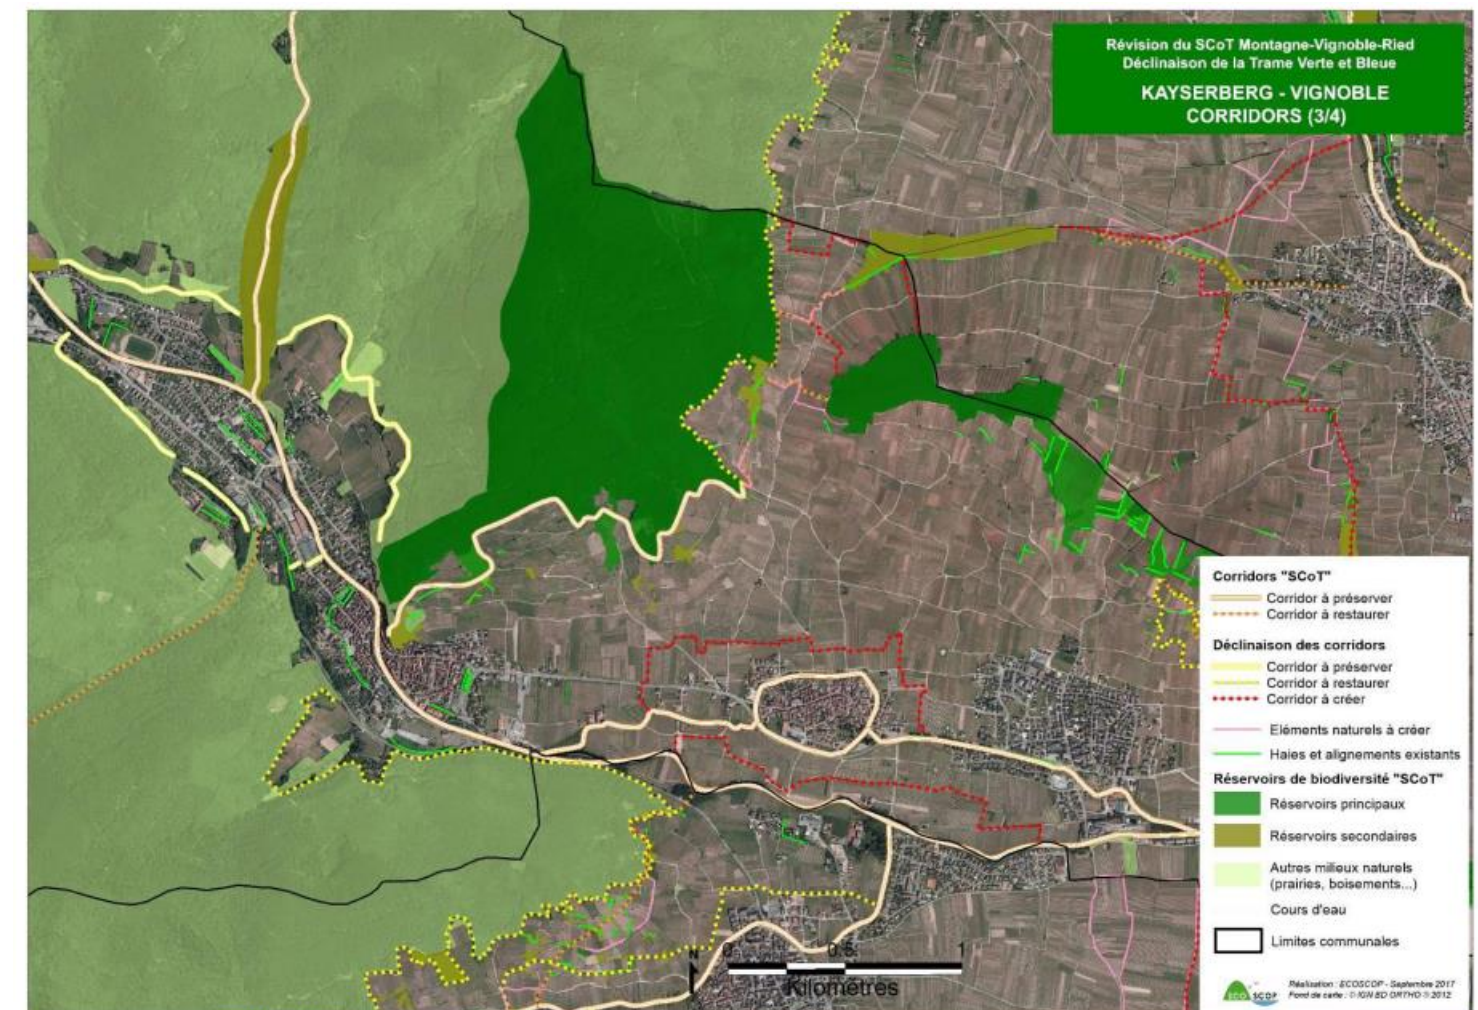 Révision du SCoT Montagne-Vignoble-Ried
Déclinaison de la Trame Verte et Bleue
KAYSERBERG - VIGNOBLE
CORRIDORS (3/4)
Corridors "SCoT"
Corridor à préserver
Corridor à restaurer
Déclinaison des corridors
Corridor à préserver
Corridor à restaurer
Corridor à créer
Eléments naturels à créer
Haies et alignements existants
Réservoirs de biodiversité "SCoT"
Réservoirs principaux
Réservoirs secondaires
Autres milieux naturels
(prairies, boisements...)
Cours d'eau
Limites communales
N
0 0.5 1
Kilomètres
ECO SCOP
Réalisation : ECOSCOP - Septembre 2017
Fond de carte : © IGN BD ORTHO ® 2012